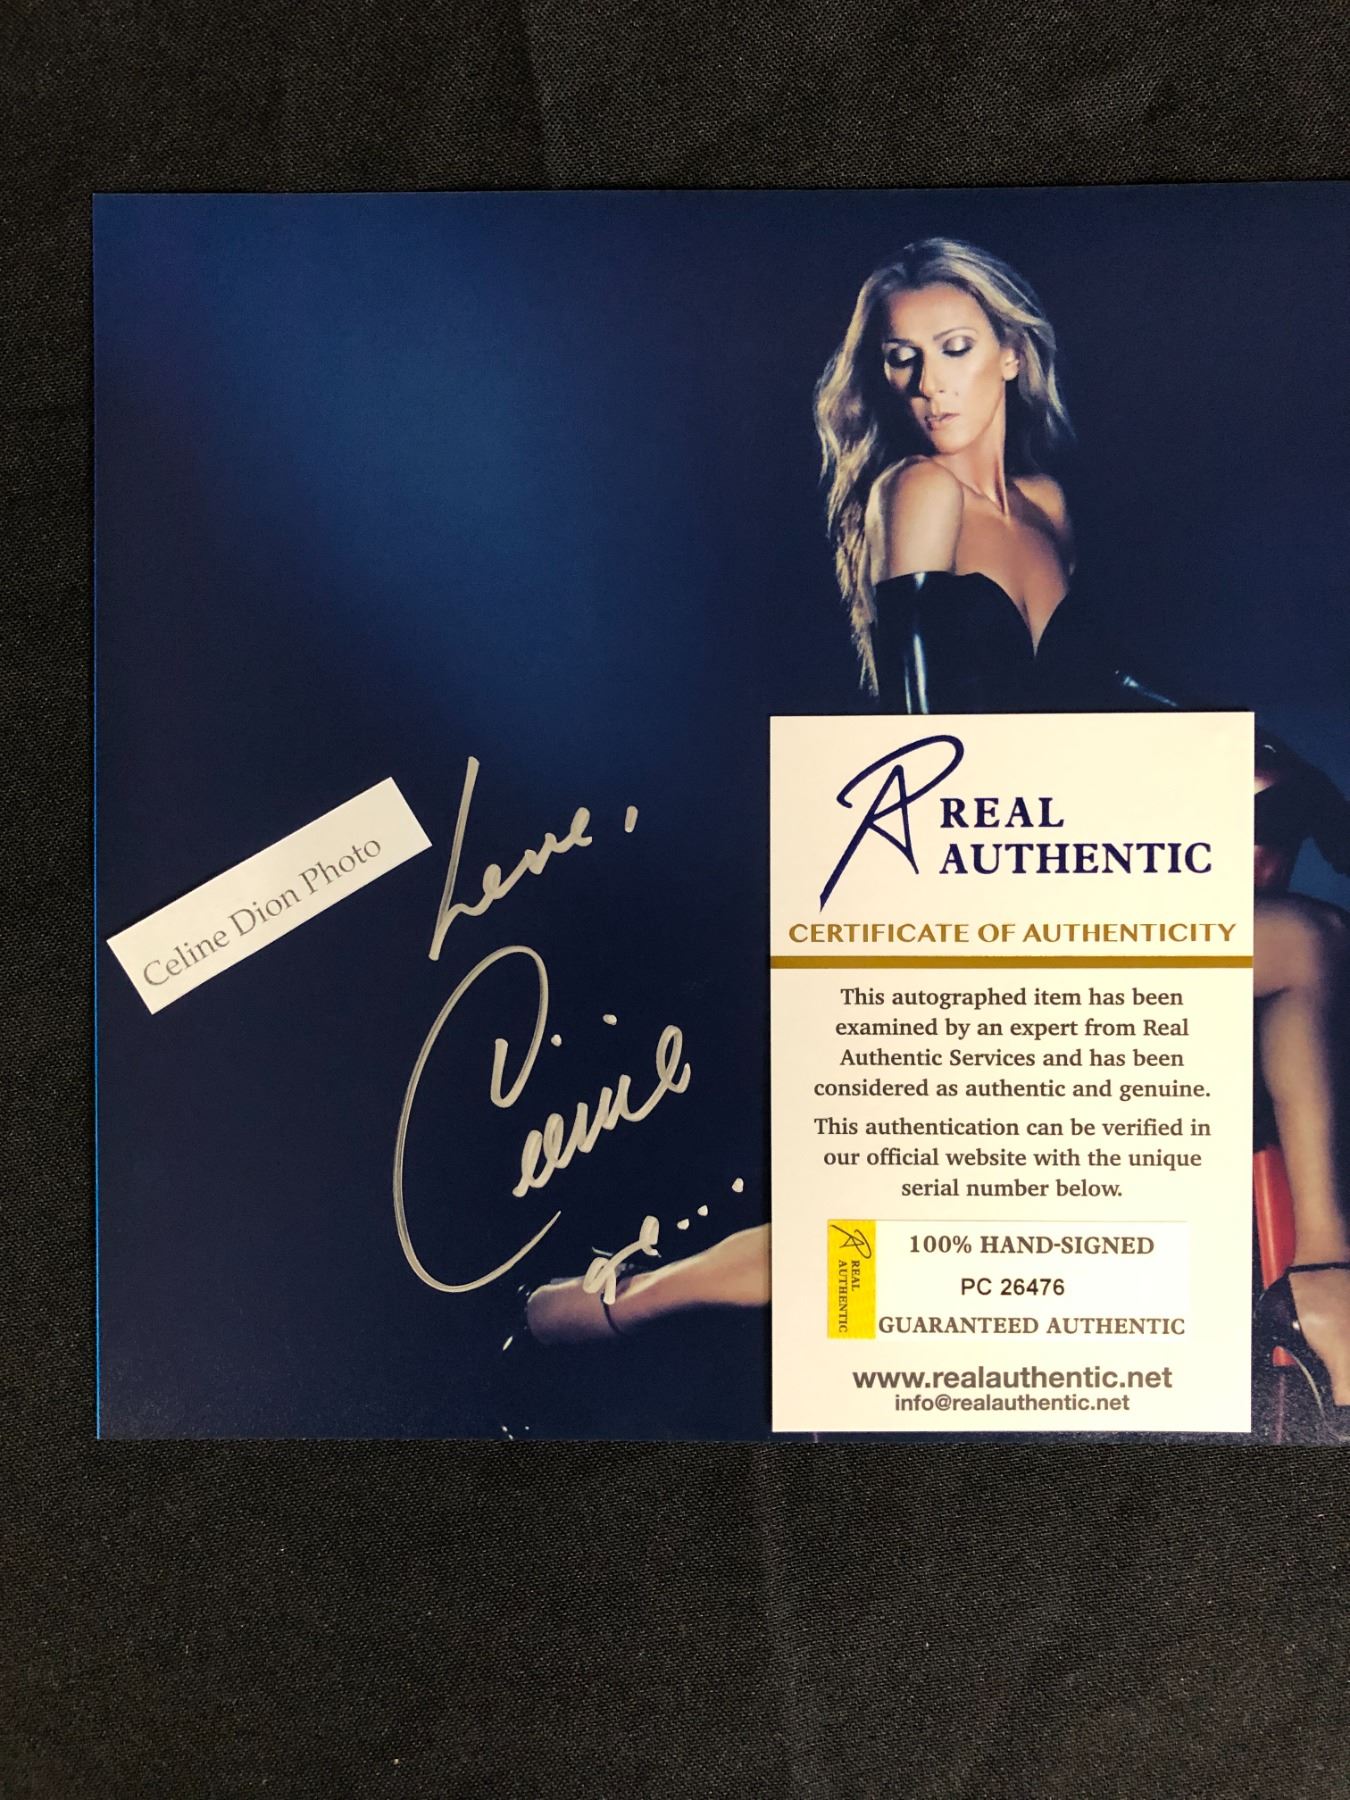 Celine Dion Photo
Love,
Celine
xx...
REAL
AUTHENTIC
CERTIFICATE OF AUTHENTICITY
This autographed item has been
examined by an expert from Real
Authentic Services and has been
considered as authentic and genuine.
This authentication can be verified in
our official website with the unique
serial number below.
REAL
AUTHENTIC
100% HAND-SIGNED
PC 26476
GUARANTEED AUTHENTIC
www.realauthentic.net
info@realauthentic.net